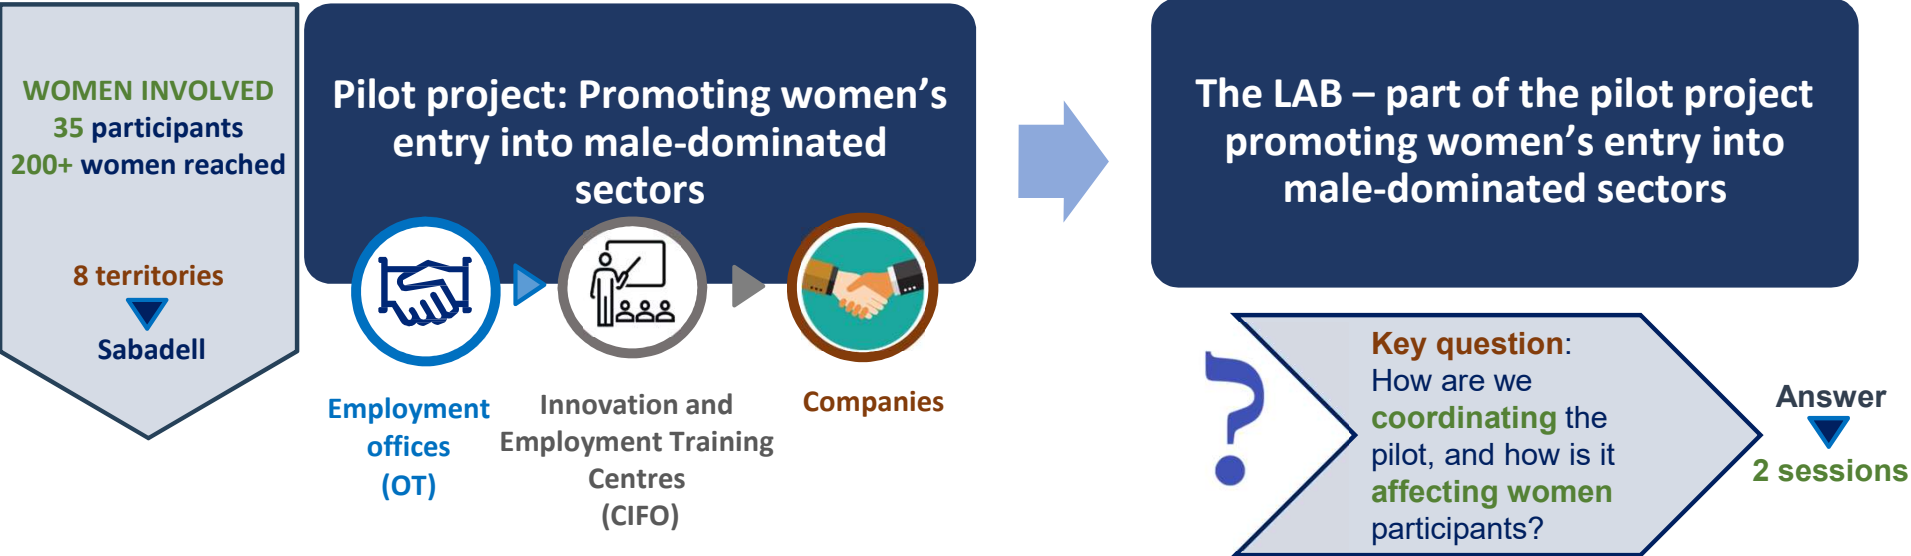 WOMEN INVOLVED
35 participants
200+ women reached
8 territories
Sabadell
Pilot project: Promoting women’s
entry into male-dominated
sectors
Employment
offices
(OT)
Innovation and
Employment Training
Centres
(CIFO)
Companies
The LAB – part of the pilot project
promoting women’s entry into
male-dominated sectors
?
Key question:
How are we
coordinating the
pilot, and how is it
affecting women
participants?
Answer
2 sessions